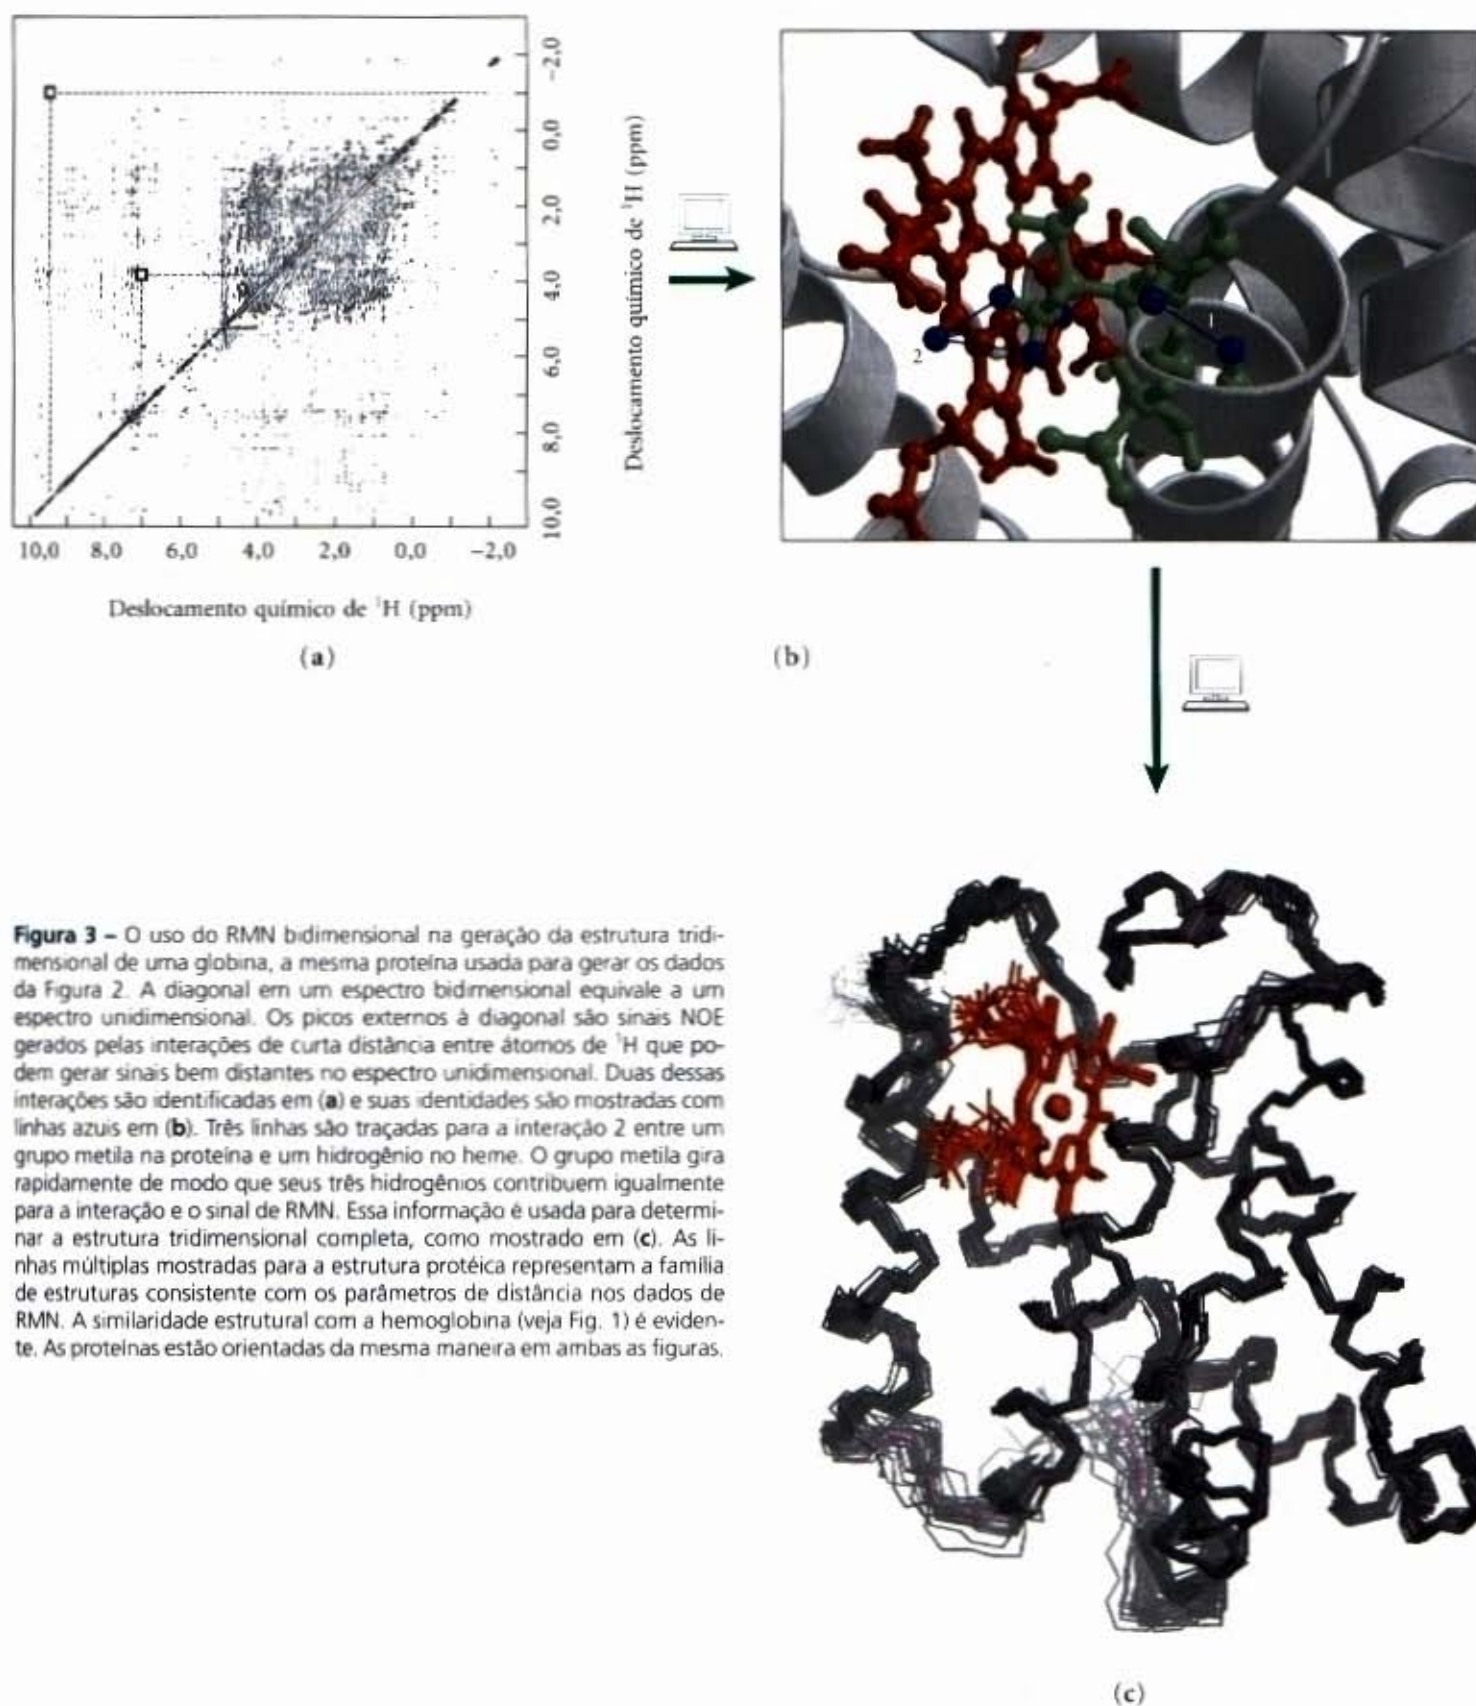 -2,0
0,0
2,0
4,0
6,0
8,0
10,0
Deslocamento químico de ¹H (ppm)
10,0 8,0 6,0 4,0 2,0 0,0 -2,0
Deslocamento químico de ¹H (ppm)
(a)
1
2
(b)
Figura 3 – O uso do RMN bidimensional na geração da estrutura tridi-
mensional de uma globina, a mesma proteína usada para gerar os dados
da Figura 2. A diagonal em um espectro bidimensional equivale a um
espectro unidimensional. Os picos externos à diagonal são sinais NOE
gerados pelas interações de curta distância entre átomos de ¹H que po-
dem gerar sinais bem distantes no espectro unidimensional. Duas dessas
interações são identificadas em (a) e suas identidades são mostradas com
linhas azuis em (b). Três linhas são traçadas para a interação 2 entre um
grupo metila na proteína e um hidrogênio no heme. O grupo metila gira
rapidamente de modo que seus três hidrogênios contribuem igualmente
para a interação e o sinal de RMN. Essa informação é usada para determi-
nar a estrutura tridimensional completa, como mostrado em (c). As li-
nhas múltiplas mostradas para a estrutura protéica representam a família
de estruturas consistente com os parâmetros de distância nos dados de
RMN. A similaridade estrutural com a hemoglobina (veja Fig. 1) é eviden-
te. As proteínas estão orientadas da mesma maneira em ambas as figuras.
(c)